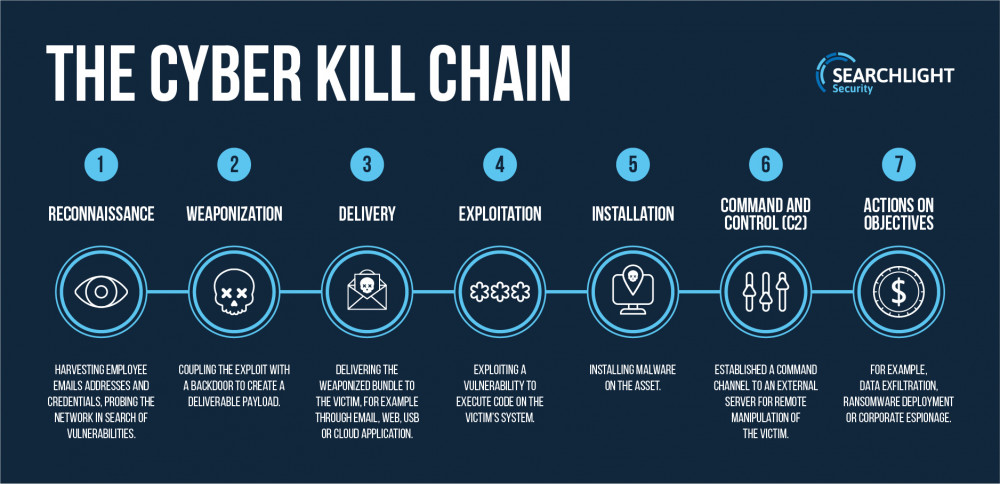 THE CYBER KILL CHAIN
SEARCHLIGHT
Security
1
RECONNAISSANCE
HARVESTING EMPLOYEE
EMAILS ADDRESSES AND
CREDENTIALS, PROBING THE
NETWORK IN SEARCH OF
VULNERABILITIES.
2
WEAPONIZATION
COUPLING THE EXPLOIT WITH
A BACKDOOR TO CREATE A
DELIVERABLE PAYLOAD.
3
DELIVERY
DELIVERING THE
WEAPONIZED BUNDLE TO
THE VICTIM, FOR EXAMPLE
THROUGH EMAIL, WEB, USB
OR CLOUD APPLICATION.
4
EXPLOITATION
EXPLOITING A
VULNERABILITY TO
EXECUTE CODE ON THE
VICTIM'S SYSTEM.
5
INSTALLATION
INSTALLING MALWARE
ON THE ASSET.
6
COMMAND AND
CONTROL (C2)
ESTABLISHED A COMMAND
CHANNEL TO AN EXTERNAL
SERVER FOR REMOTE
MANIPULATION OF
THE VICTIM.
7
ACTIONS ON
OBJECTIVES
$
FOR EXAMPLE,
DATA EXFILTRATION,
RANSOMWARE DEPLOYMENT
OR CORPORATE ESPIONAGE.